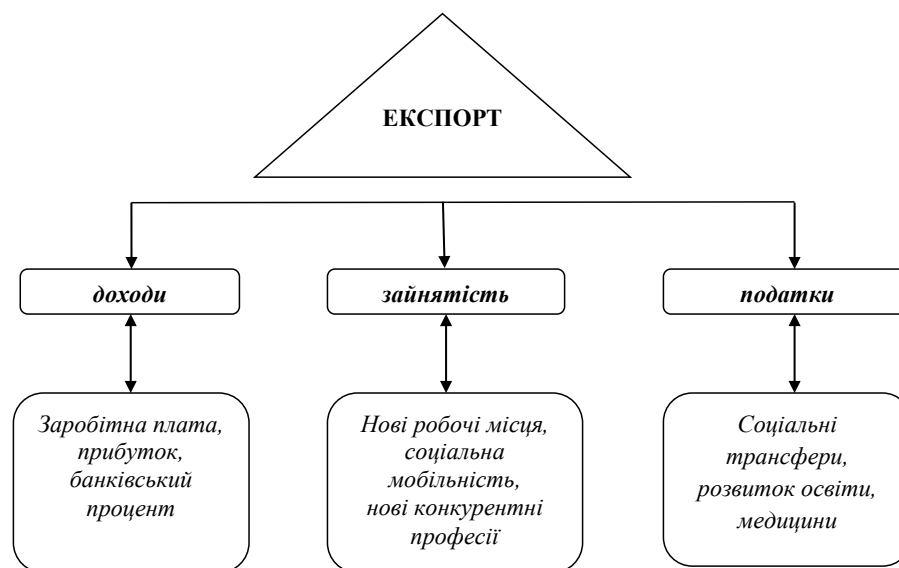 ЕКСПОРТ
доходи
зайнятість
податки
Заробітна плата,
прибуток,
банківський
процент
Нові робочі місця,
соціальна
мобільність,
нові конкурентні
професії
Соціальні
трансфери,
розвиток освіти,
медицини